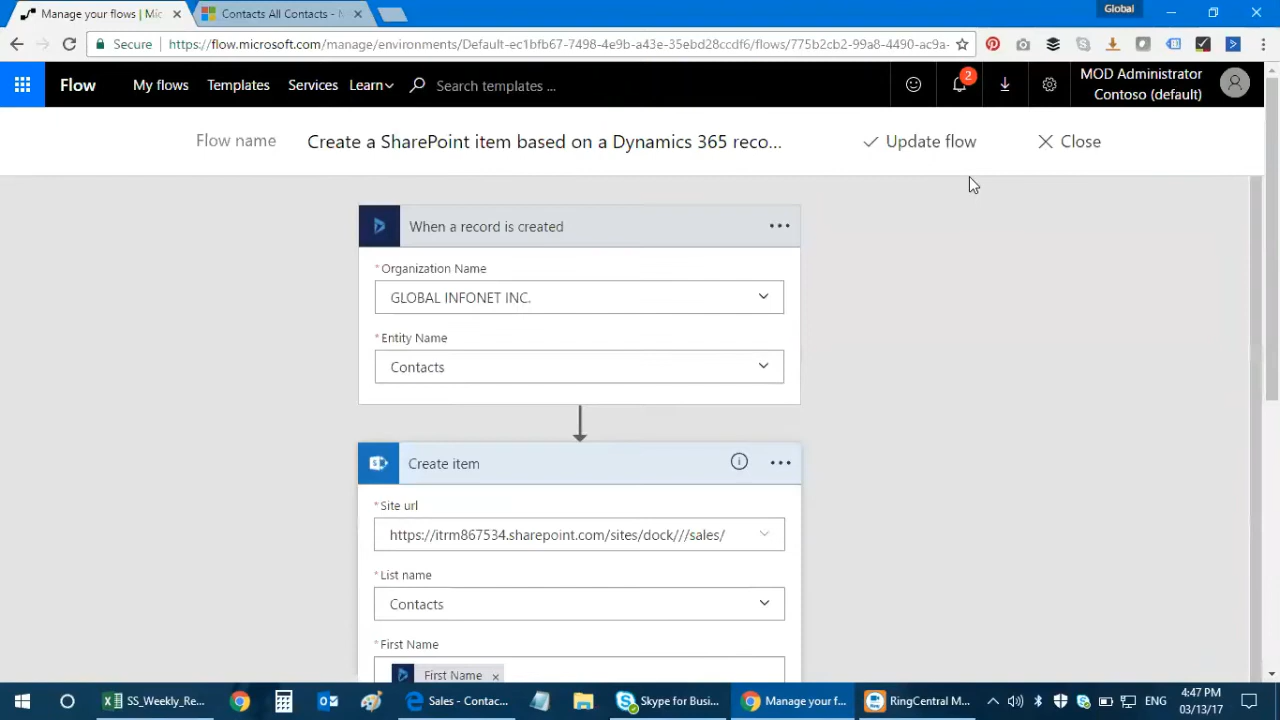 Manage your flows | Mic
Contacts All Contacts - M
Global
Secure
https://flow.microsoft.com/manage/environments/Default-ec1bfb67-7498-4e9b-a43e-35ebd28ccdf6/flows/775b2cb2-99a8-4490-ac9a-
Flow
My flows
Templates
Services
Learn
Search templates ...
2
MOD Administrator
Contoso (default)
Flow name
Create a SharePoint item based on a Dynamics 365 reco...
Update flow
Close
When a record is created
*Organization Name
GLOBAL INFONET INC.
*Entity Name
Contacts
Create item
*Site url
https://itrm867534.sharepoint.com/sites/dock///sales/
*List name
Contacts
*First Name
First Name ×
SS_Weekly_Re...
Sales - Contac...
Skype for Busi...
Manage your f...
RingCentral M...
ENG
4:47 PM
03/13/17